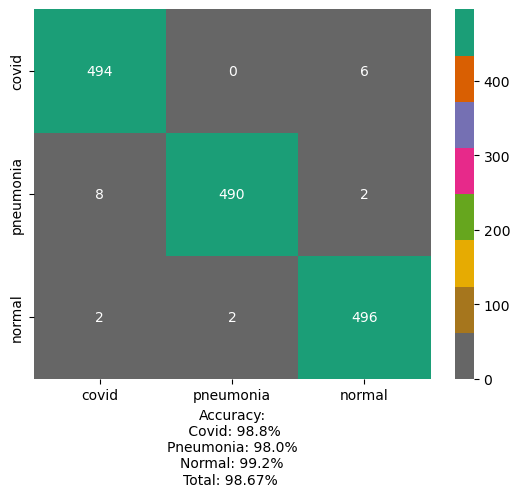 covid
494 0 6
pneumonia
8 490 2
normal
2 2 496
covid pneumonia normal
400
300
200
100
0
Accuracy:
Covid: 98.8%
Pneumonia: 98.0%
Normal: 99.2%
Total: 98.67%